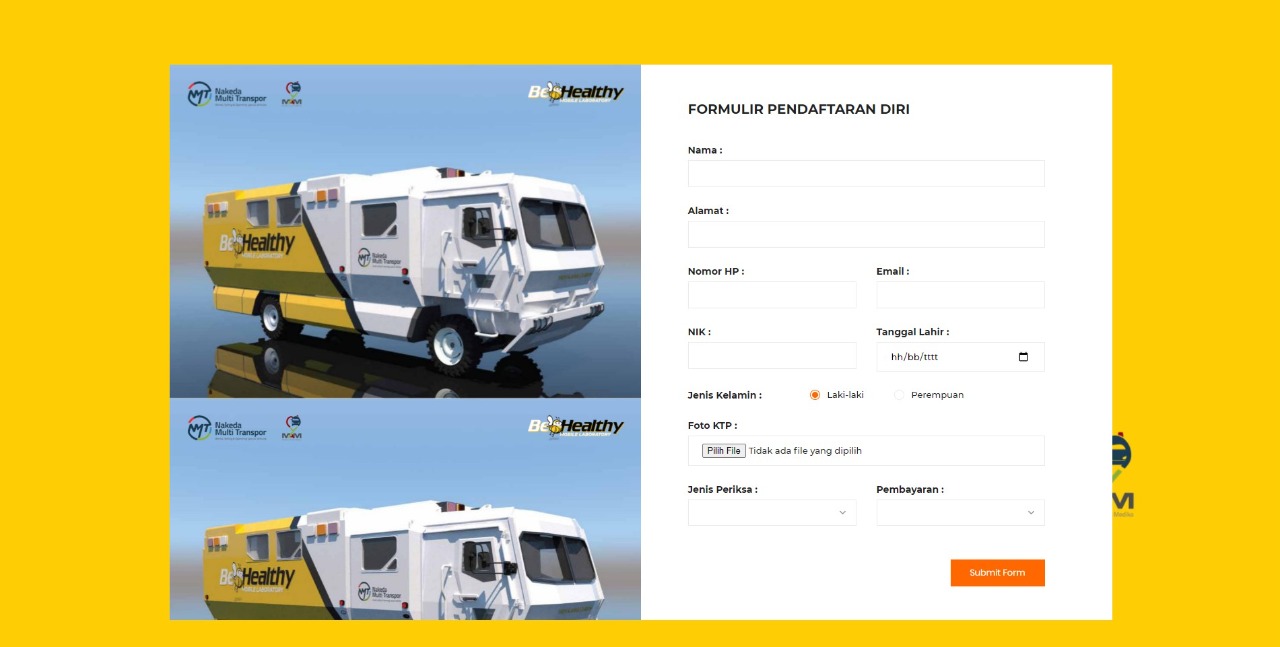 Nakeda
Multi Transpor
BeHealthy
MOBILE LABORATORY
BeHealthy
MOBILE LABORATORY
Nakeda
Multi Transpor
Nakeda
Multi Transpor
BeHealthy
MOBILE LABORATORY
BeHealthy
MOBILE LABORATORY
Nakeda
Multi Transpor
FORMULIR PENDAFTARAN DIRI
Nama :
Alamat :
Nomor HP :
Email :
NIK :
Tanggal Lahir :
hh/bb/tttt
Jenis Kelamin :
Laki-laki
Perempuan
Foto KTP :
Pilih File Tidak ada file yang dipilih
Jenis Periksa :
Pembayaran :
Submit Form